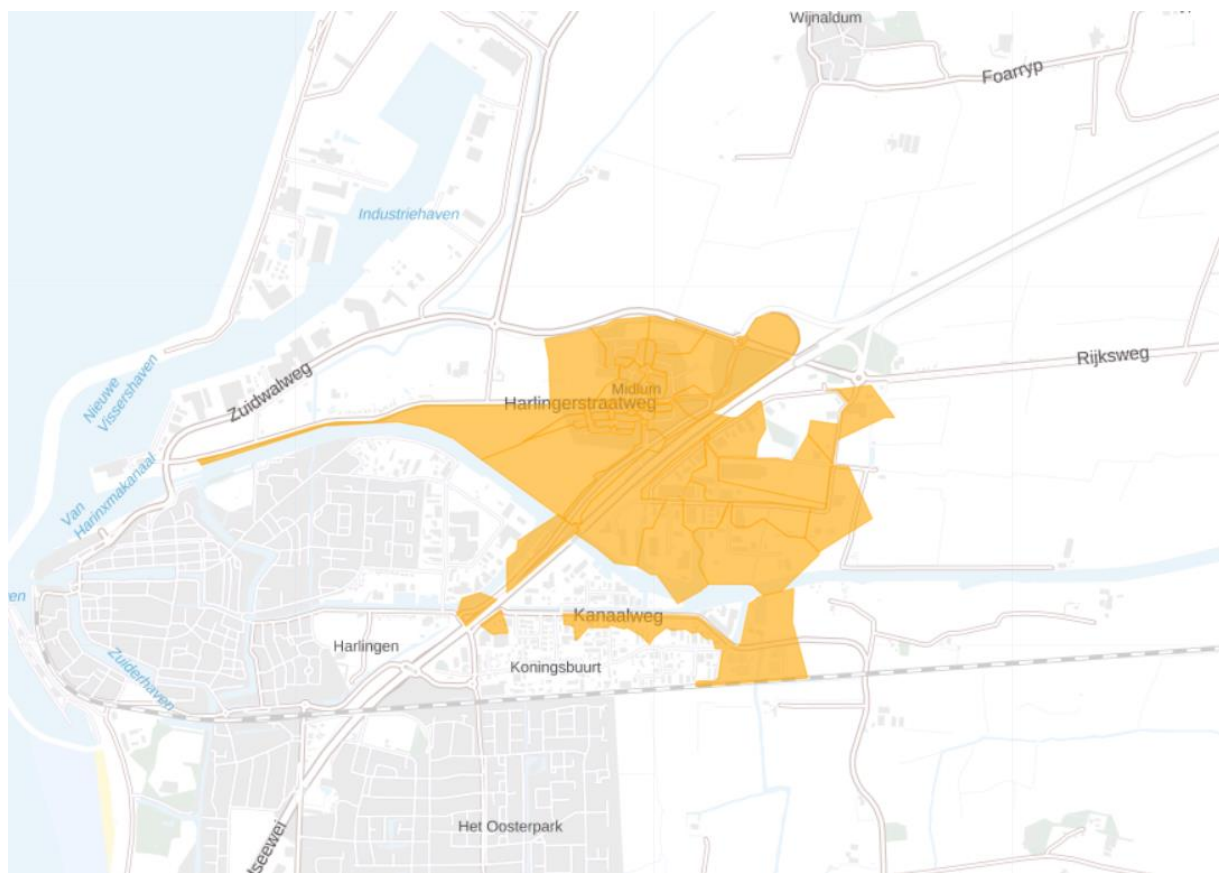 Wijnaldum
Foarryp
Industriehaven
Rijksweg
Nieuwe
Vissershaven
Zuidwalweg
Midlum
Harlingerstraatweg
Van
Harinxmakanaal
Kanaalweg
Harlingen
Koningsbuurt
Zuiderhaven
Het Oosterpark